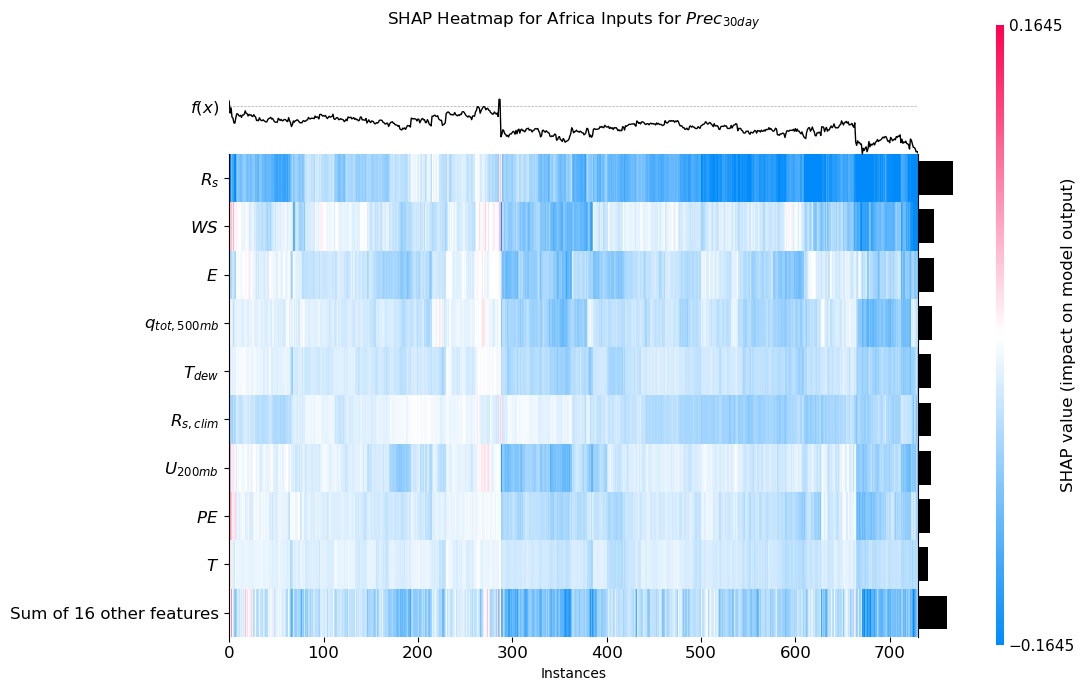 SHAP Heatmap for Africa Inputs for Prec30day
0.1645
f(x)
Rs
WS
E
qtot, 500mb
Tdew
Rs, clim
U200mb
PE
T
Sum of 16 other features
0 100 200 300 400 500 600 700
Instances
−0.1645
SHAP value (impact on model output)